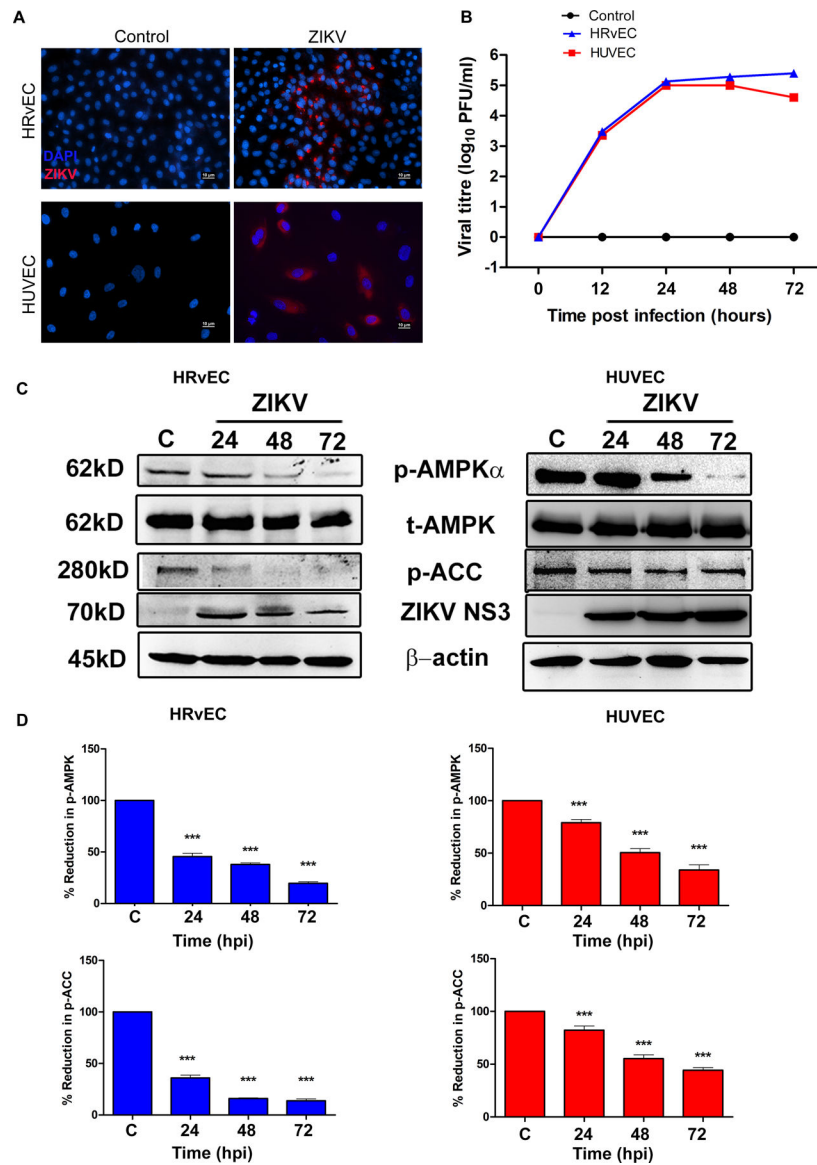 A
Control
ZIKV
HRvEC
DAPI
ZIKV
10 µm
10 µm
HUVEC
10 µm
10 µm
B
Control
HRvEC
HUVEC
Viral titre (log10 PFU/ml)
6
5
4
3
2
1
0
-1
0 12 24 48 72
Time post infection (hours)
C
HRvEC
ZIKV
C 24 48 72
62kD
62kD
280kD
70kD
45kD
HUVEC
ZIKV
C 24 48 72
p-AMPKα
t-AMPK
p-ACC
ZIKV NS3
β-actin
D
HRvEC
% Reduction in p-AMPK
150
100
50
0
*** *** ***
C 24 48 72
Time (hpi)
HUVEC
% Reduction in p-AMPK
150
100
50
0
*** *** ***
C 24 48 72
Time (hpi)
% Reduction in p-ACC
150
100
50
0
*** *** ***
C 24 48 72
Time (hpi)
% Reduction in p-ACC
150
100
50
0
*** *** ***
C 24 48 72
Time (hpi)